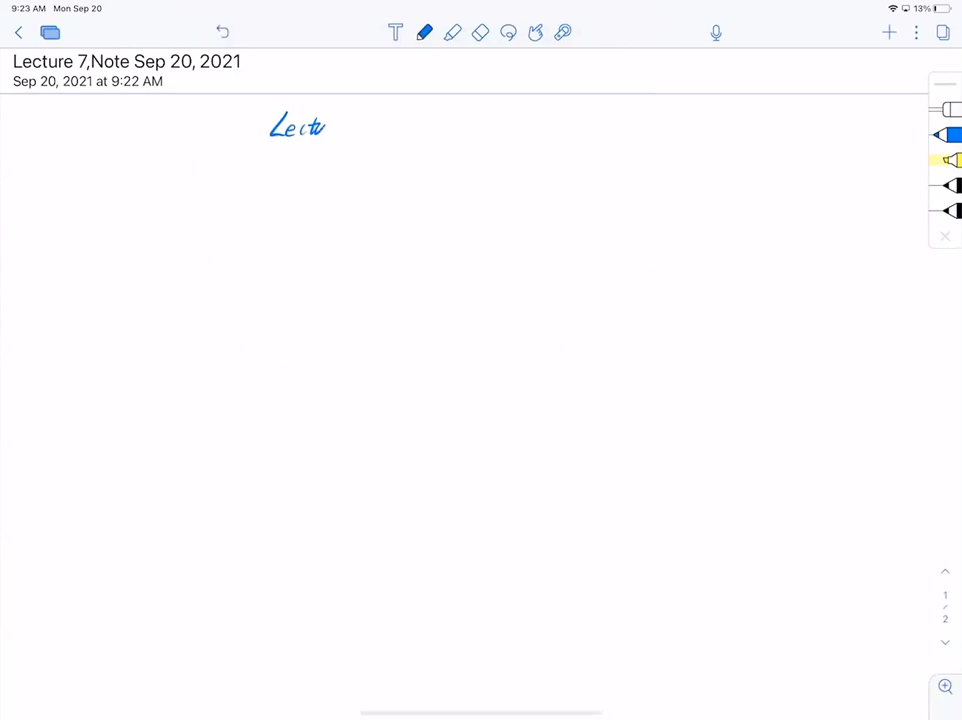 9:23 AM Mon Sep 20
13%
Lecture 7,Note Sep 20, 2021
Sep 20, 2021 at 9:22 AM
Lectu
1
/
2